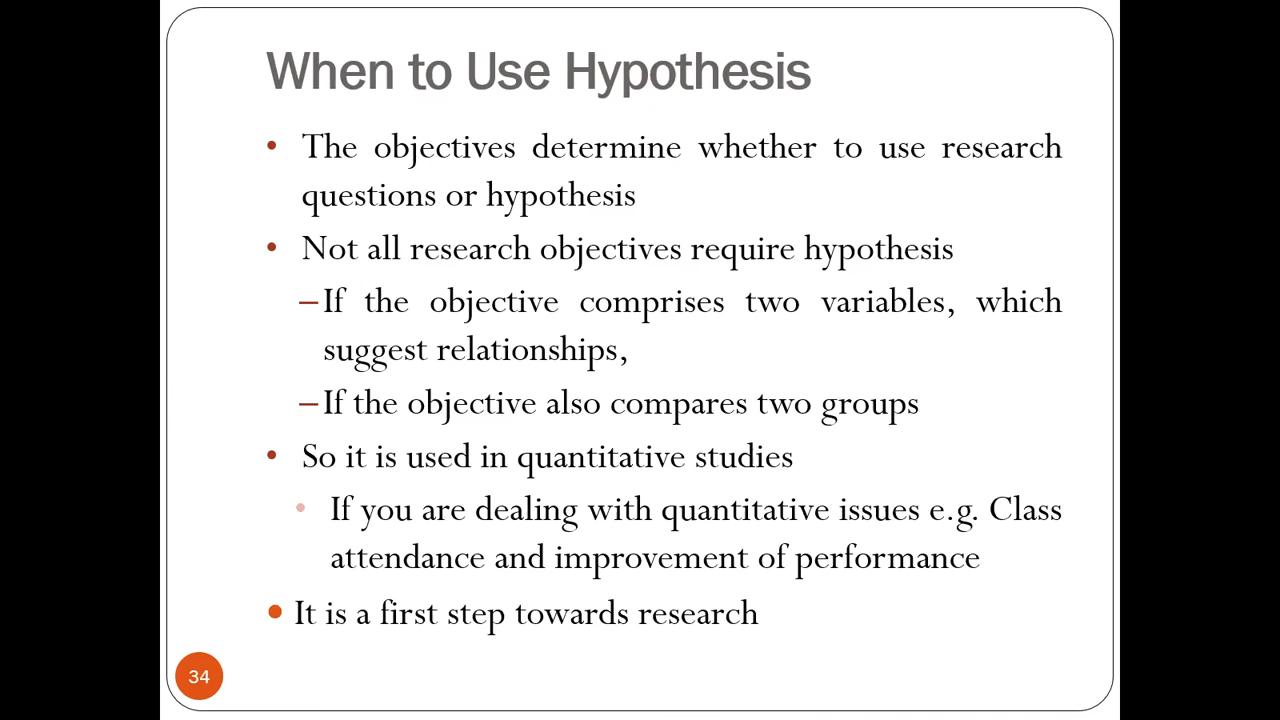 When to Use Hypothesis
• The objectives determine whether to use research
questions or hypothesis
• Not all research objectives require hypothesis
–If the objective comprises two variables, which
suggest relationships,
–If the objective also compares two groups
• So it is used in quantitative studies
• If you are dealing with quantitative issues e.g. Class
attendance and improvement of performance
• It is a first step towards research
34